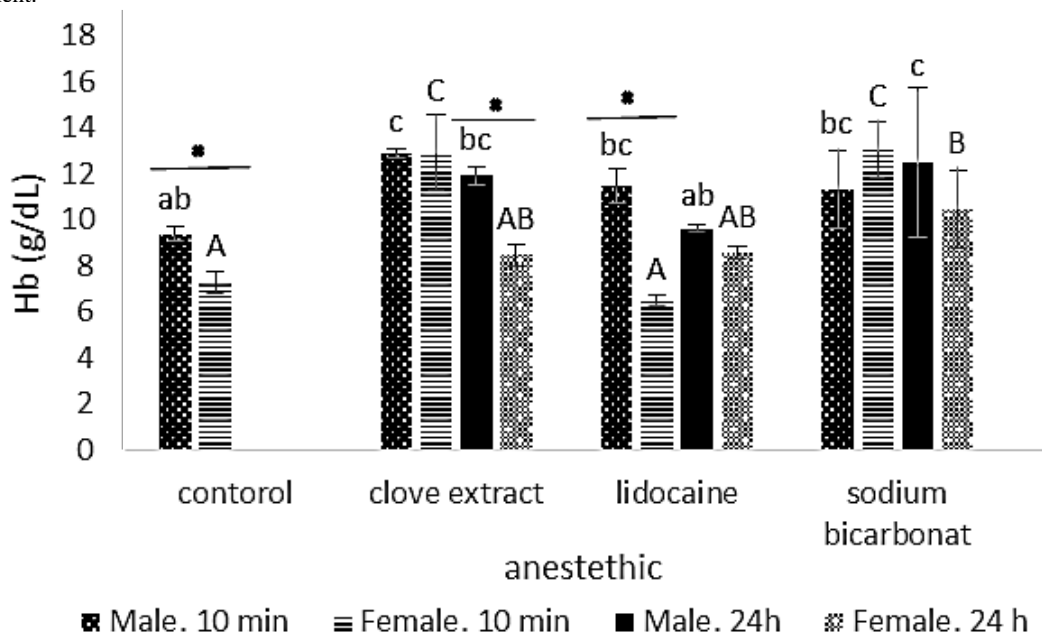 18
16
14
12
10
8
6
4
2
0
Hb (g/dL)
* * *
ab A
c C bc AB
bc A ab AB
bc C c B
contorol clove extract lidocaine sodium
bicarbonat
anestethic
Male. 10 min Female. 10 min Male. 24h Female. 24 h